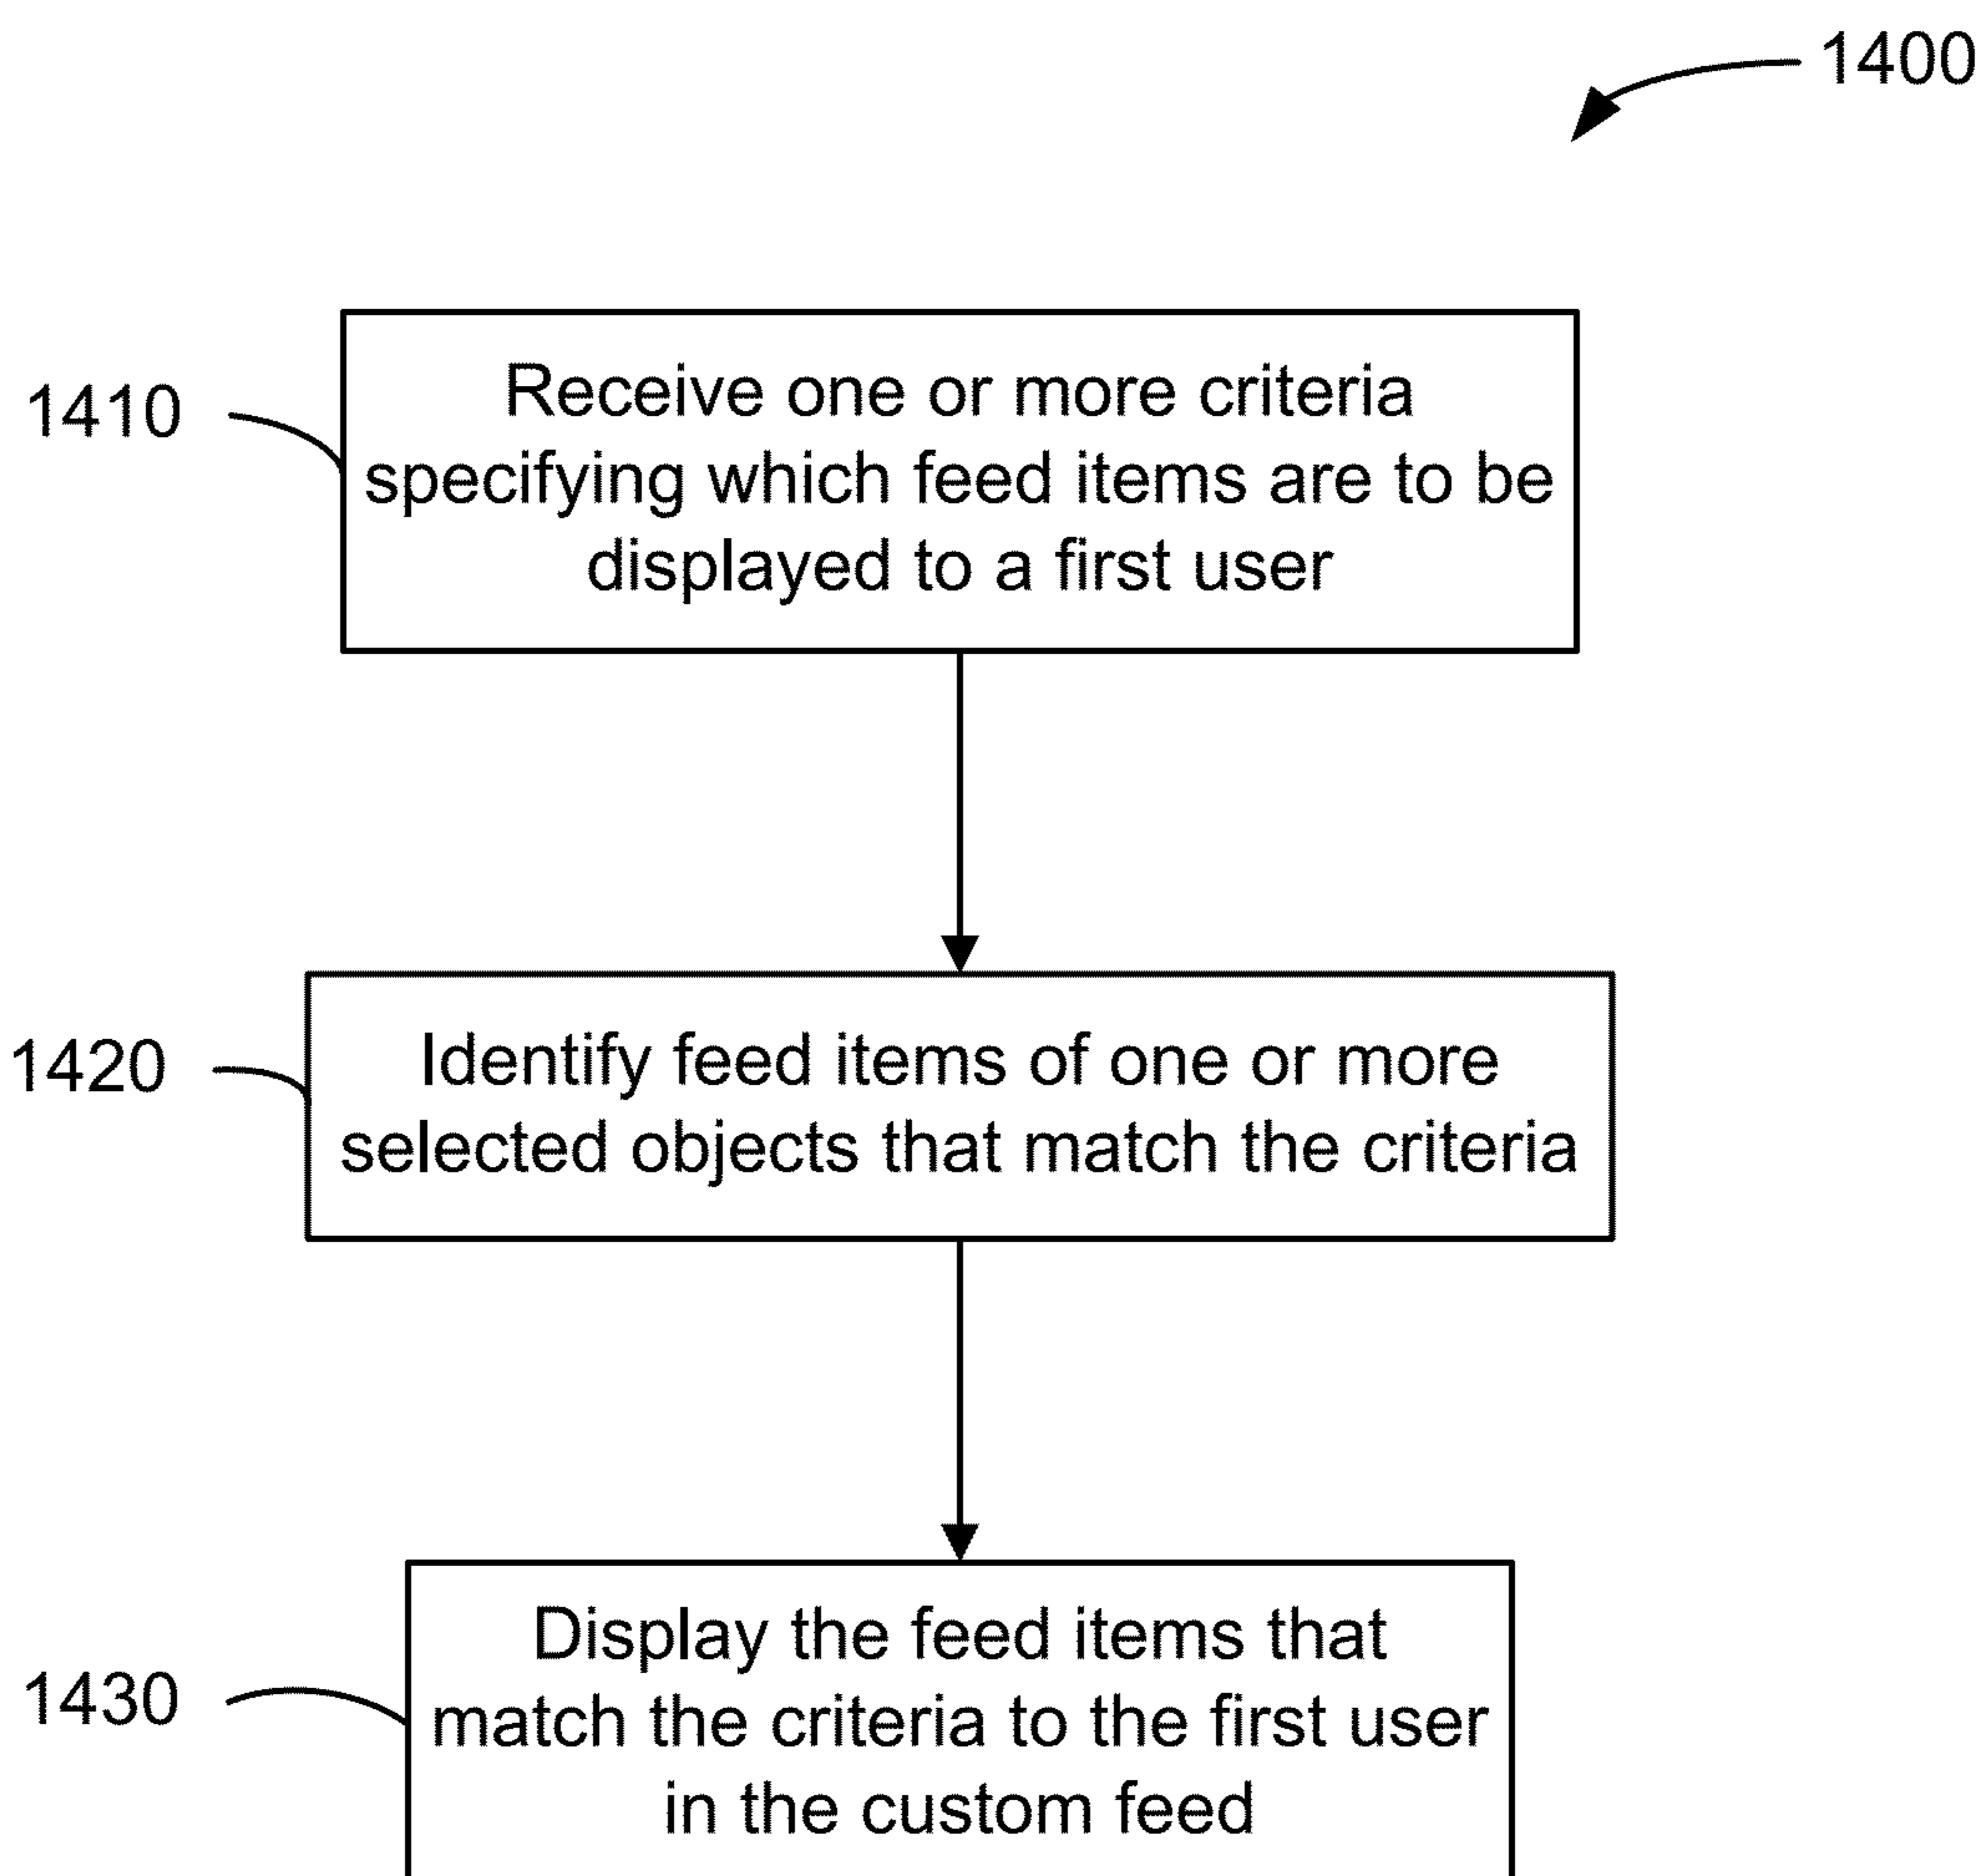 1400
1410
Receive one or more criteria
specifying which feed items are to be
displayed to a first user
1420
Identify feed items of one or more
selected objects that match the criteria
1430
Display the feed items that
match the criteria to the first user
in the custom feed